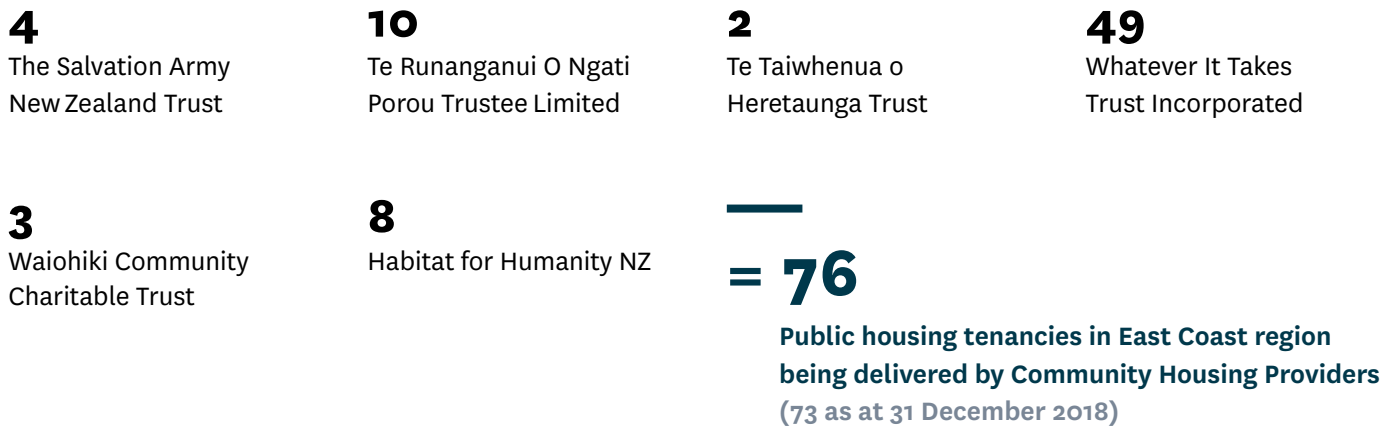 4
The Salvation Army
New Zealand Trust
10
Te Runanganui O Ngati
Porou Trustee Limited
2
Te Taiwhenua o
Heretaunga Trust
49
Whatever It Takes
Trust Incorporated
3
Waiohiki Community
Charitable Trust
8
Habitat for Humanity NZ
= 76
Public housing tenancies in East Coast region
being delivered by Community Housing Providers
(73 as at 31 December 2018)